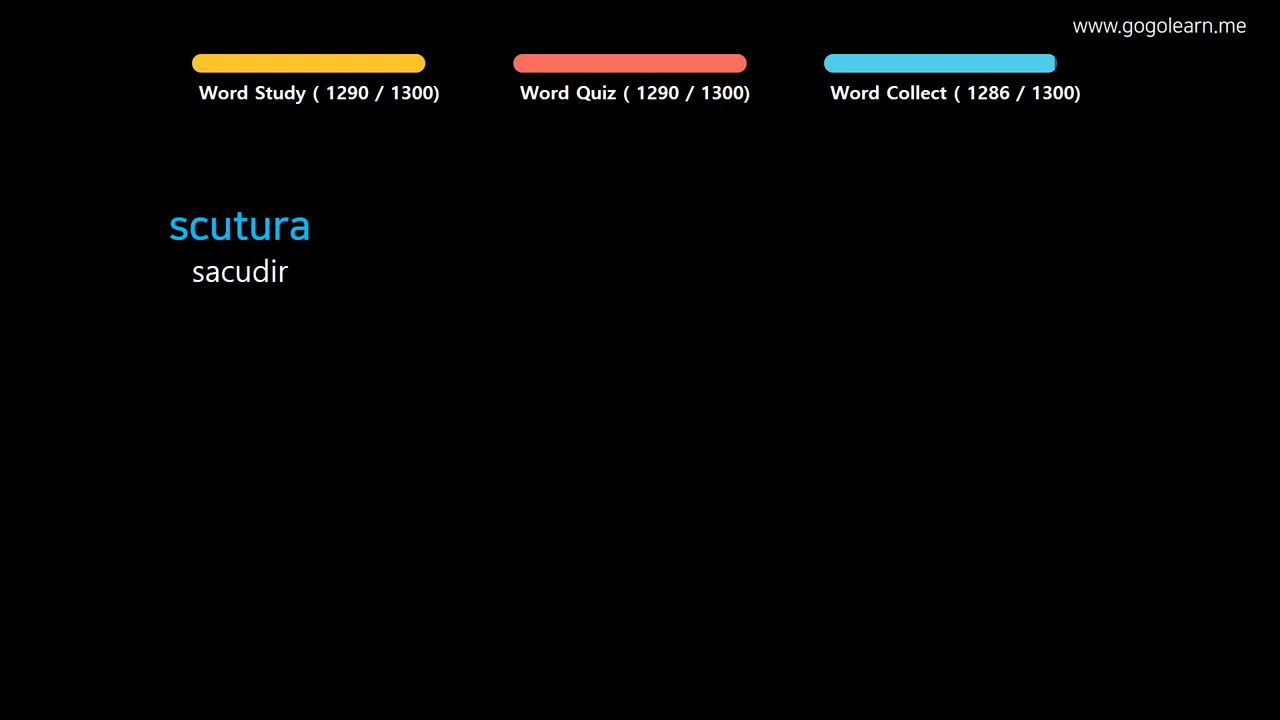 www.gogolearn.me
Word Study ( 1290 / 1300)
Word Quiz ( 1290 / 1300)
Word Collect ( 1286 / 1300)
scutura
sacudir